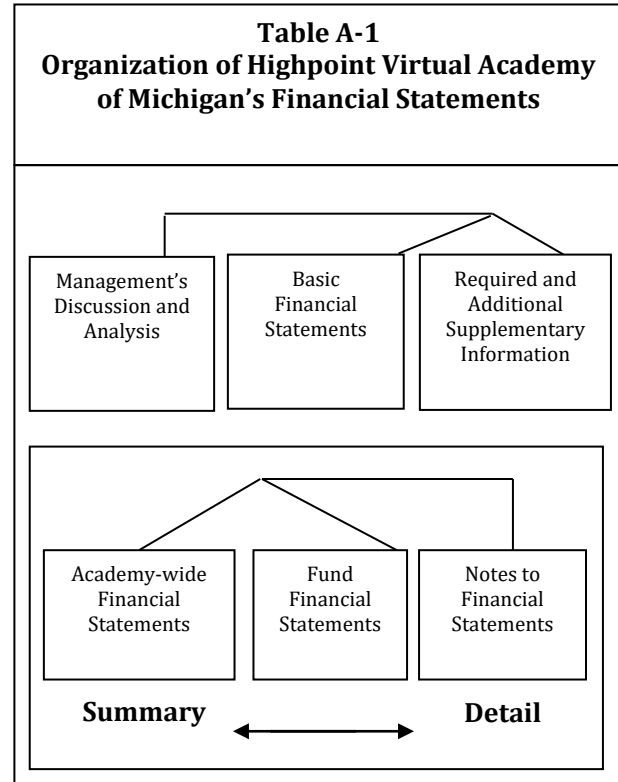 Table A-1
Organization of Highpoint Virtual Academy
of Michigan’s Financial Statements
Management’s
Discussion and
Analysis
Basic
Financial
Statements
Required and
Additional
Supplementary
Information
Academy-wide
Financial
Statements
Fund
Financial
Statements
Notes to
Financial
Statements
Summary
Detail